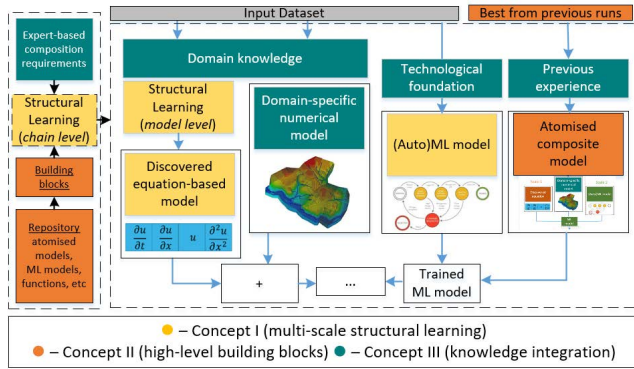 Input Dataset
Best from previous runs
Expert-based
composition
requirements
Structural
Learning
(chain level)
Building
blocks
Repository
atomised
models,
ML models,
functions, etc
Domain knowledge
Structural
Learning
(model level)
Discovered
equation-based
model
∂u/∂t ∂u/∂x u ∂²u/∂x²
Domain-specific
numerical
model
Technological
foundation
(Auto)ML model
Previous
experience
Atomised
composite
model
+
...
Trained
ML model
– Concept I (multi-scale structural learning)
– Concept II (high-level building blocks) – Concept III (knowledge integration)